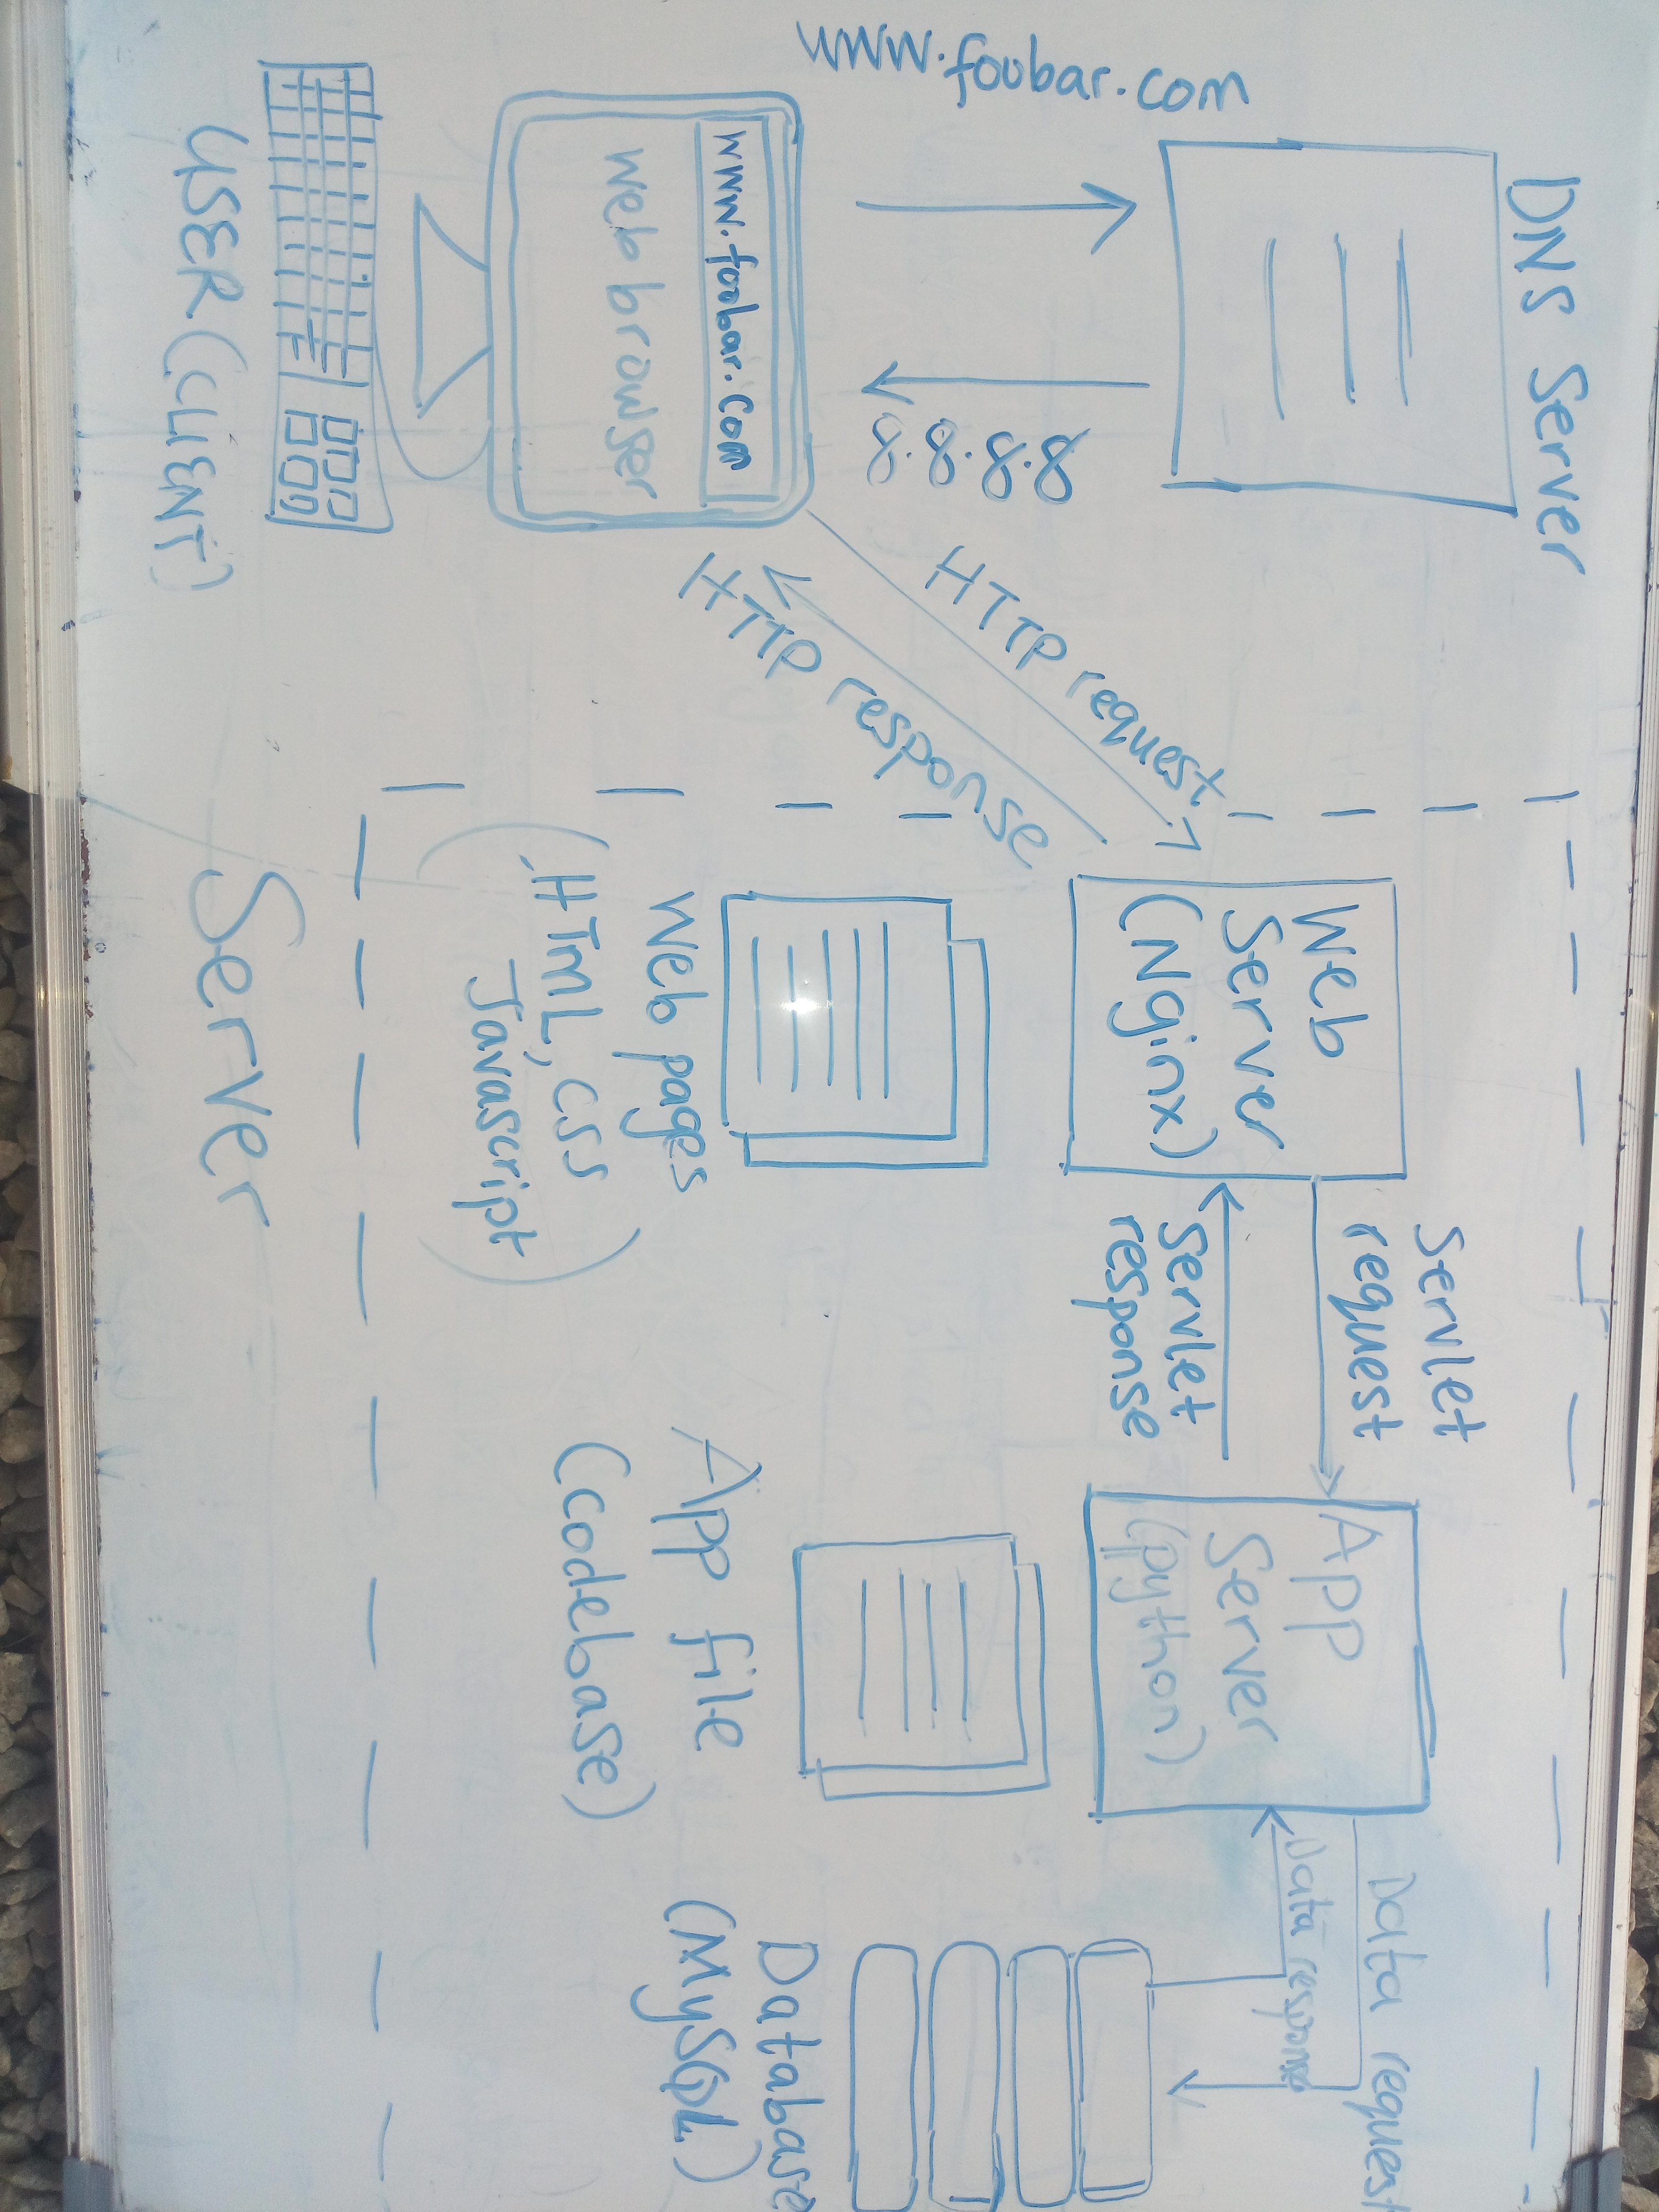 DNS Server
www.foobar.com
8.8.8.8
HTTP request
HTTP response
www.foobar.com
web browser
USER (CLIENT)
Web
Server
(Nginx)
Servlet
request
Servlet
response
App
Server
(python)
Data request
Data response
Web pages
(HTML, CSS
Javascript)
App file
(codebase)
Database
(MySQL)
Server